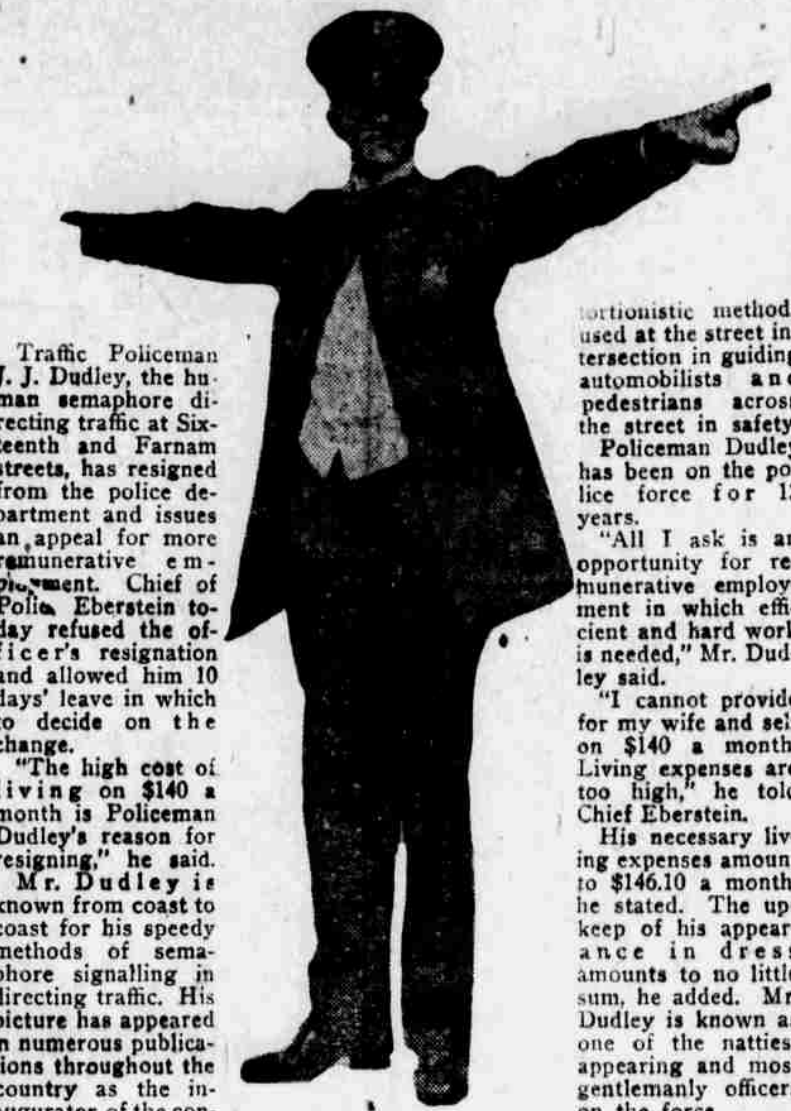 Traffic Policeman
J. J. Dudley, the hu-
man semaphore di-
recting traffic at Six-
teenth and Farnam
streets, has resigned
from the police de-
partment and issues
an appeal for more
remunerative em-
ployment. Chief of
Police Eberstein to-
day refused the of-
ficer's resignation
and allowed him 10
days' leave in which
to decide on the
change.
"The high cost of
living on $140 a
month is Policeman
Dudley's reason for
resigning," he said.
Mr. Dudley is
known from coast to
coast for his speedy
methods of sema-
phore signalling in
directing traffic. His
picture has appeared
in numerous publica-
tions throughout the
country as the in-
augurator of the con-
tortionistic method
used at the street in-
tersection in guiding
automobilists and
pedestrians across
the street in safety
Policeman Dudley
has been on the po-
lice force for
years.
"All I ask is an
opportunity for re-
munerative employ-
ment in which effi-
cient and hard work
is needed," Mr. Dud-
ley said.
"I cannot provide
for my wife and self
on $140 a month
Living expenses are
too high," he told
Chief Eberstein.
His necessary liv-
ing expenses amount
to $146.10 a month
he stated. The up-
keep of his appear-
ance in dress
amounts to no little
sum, he added. Mr.
Dudley is known as
one of the nattiest
appearing and most
gentlemanly officers
on the force.